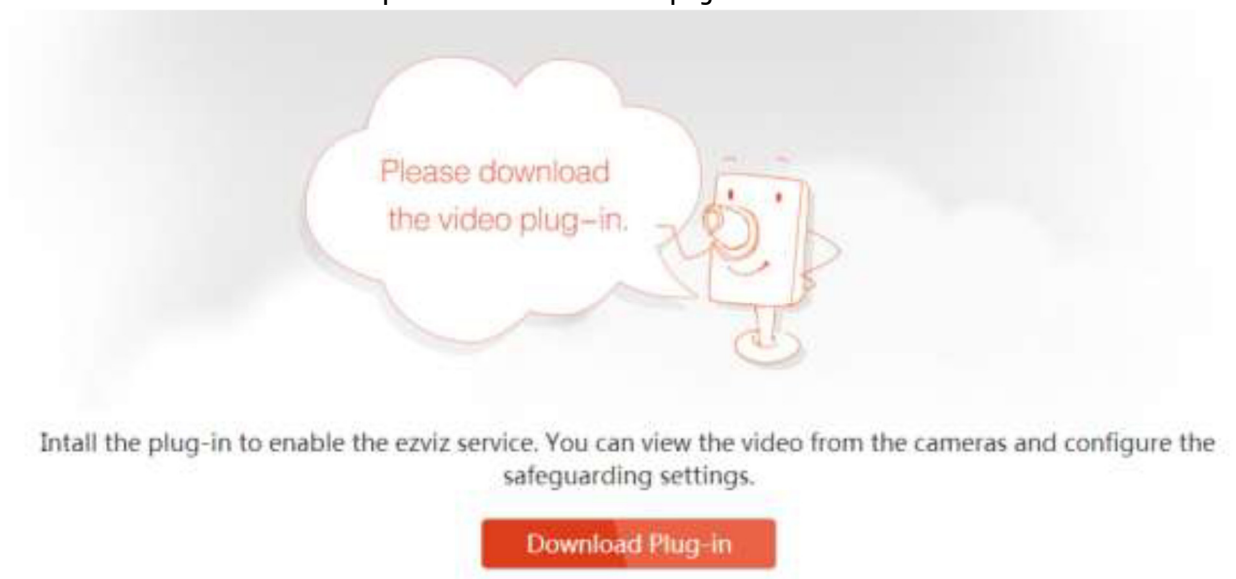 Please download
the video plug-in.
Intall the plug-in to enable the ezviz service. You can view the video from the cameras and configure the
safeguarding settings.
Download Plug-in